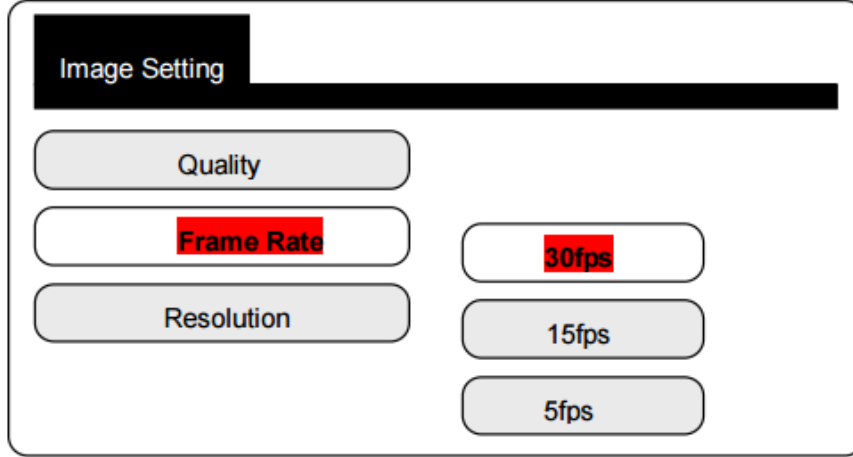 Image Setting
Quality
Frame Rate
Resolution
30fps
15fps
5fps